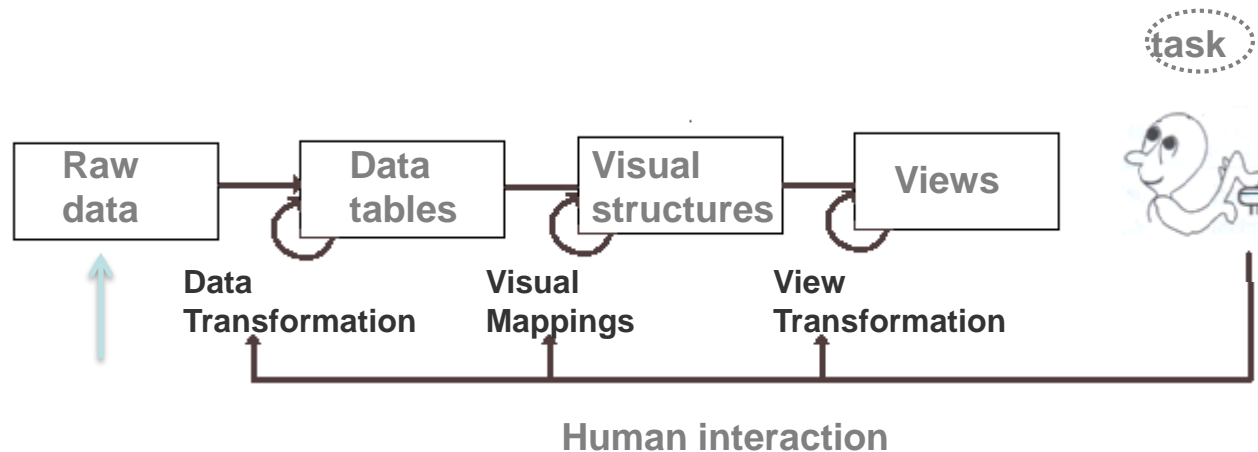 task
Raw
data
Data
tables
Visual
structures
Views
Data
Transformation
Visual
Mappings
View
Transformation
Human interaction